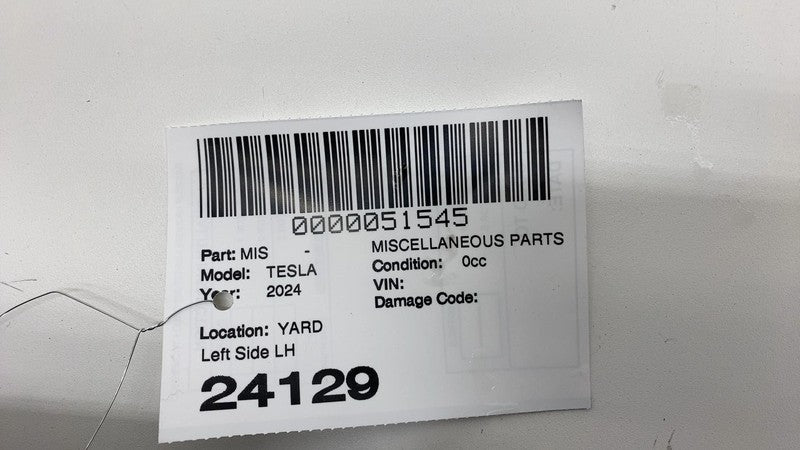 0000051545
Part: MIS - MISCELLANEOUS PARTS
Model: TESLA Condition: 0cc
Year: 2024 VIN:
Damage Code:
Location: YARD
Left Side LH
24129